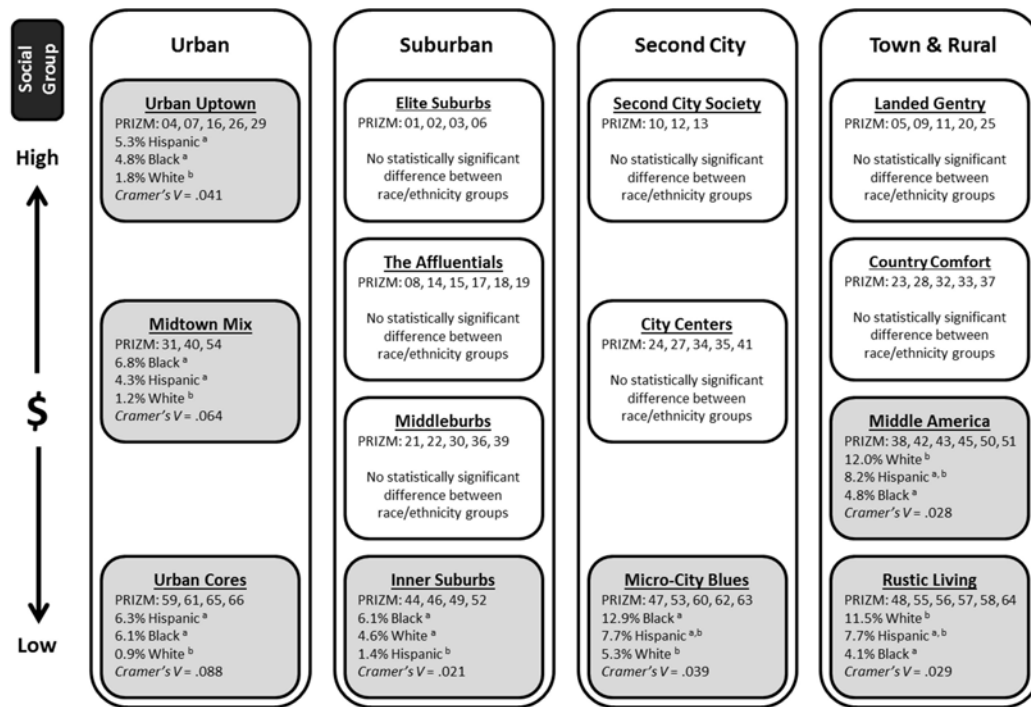 Social
Group
High
$
Low
Urban
Urban Uptown
PRIZM: 04, 07, 16, 26, 29
5.3% Hispanic ᵃ
4.8% Black ᵃ
1.8% White ᵇ
Cramer's V = .041
Midtown Mix
PRIZM: 31, 40, 54
6.8% Black ᵃ
4.3% Hispanic ᵃ
1.2% White ᵇ
Cramer's V = .064
Urban Cores
PRIZM: 59, 61, 65, 66
6.3% Hispanic ᵃ
6.1% Black ᵃ
0.9% White ᵇ
Cramer's V = .088
Suburban
Elite Suburbs
PRIZM: 01, 02, 03, 06
No statistically significant
difference between
race/ethnicity groups
The Affluentials
PRIZM: 08, 14, 15, 17, 18, 19
No statistically significant
difference between
race/ethnicity groups
Middleburbs
PRIZM: 21, 22, 30, 36, 39
No statistically significant
difference between
race/ethnicity groups
Inner Suburbs
PRIZM: 44, 46, 49, 52
6.1% Black ᵃ
4.6% White ᵃ
1.4% Hispanic ᵇ
Cramer's V = .021
Second City
Second City Society
PRIZM: 10, 12, 13
No statistically significant
difference between
race/ethnicity groups
City Centers
PRIZM: 24, 27, 34, 35, 41
No statistically significant
difference between
race/ethnicity groups
Micro-City Blues
PRIZM: 47, 53, 60, 62, 63
12.9% Black ᵃ
7.7% Hispanic ᵃ,ᵇ
5.3% White ᵇ
Cramer's V = .039
Town & Rural
Landed Gentry
PRIZM: 05, 09, 11, 20, 25
No statistically significant
difference between
race/ethnicity groups
Country Comfort
PRIZM: 23, 28, 32, 33, 37
No statistically significant
difference between
race/ethnicity groups
Middle America
PRIZM: 38, 42, 43, 45, 50, 51
12.0% White ᵇ
8.2% Hispanic ᵃ,ᵇ
4.8% Black ᵃ
Cramer's V = .028
Rustic Living
PRIZM: 48, 55, 56, 57, 58, 64
11.5% White ᵇ
7.7% Hispanic ᵃ,ᵇ
4.1% Black ᵃ
Cramer's V = .029